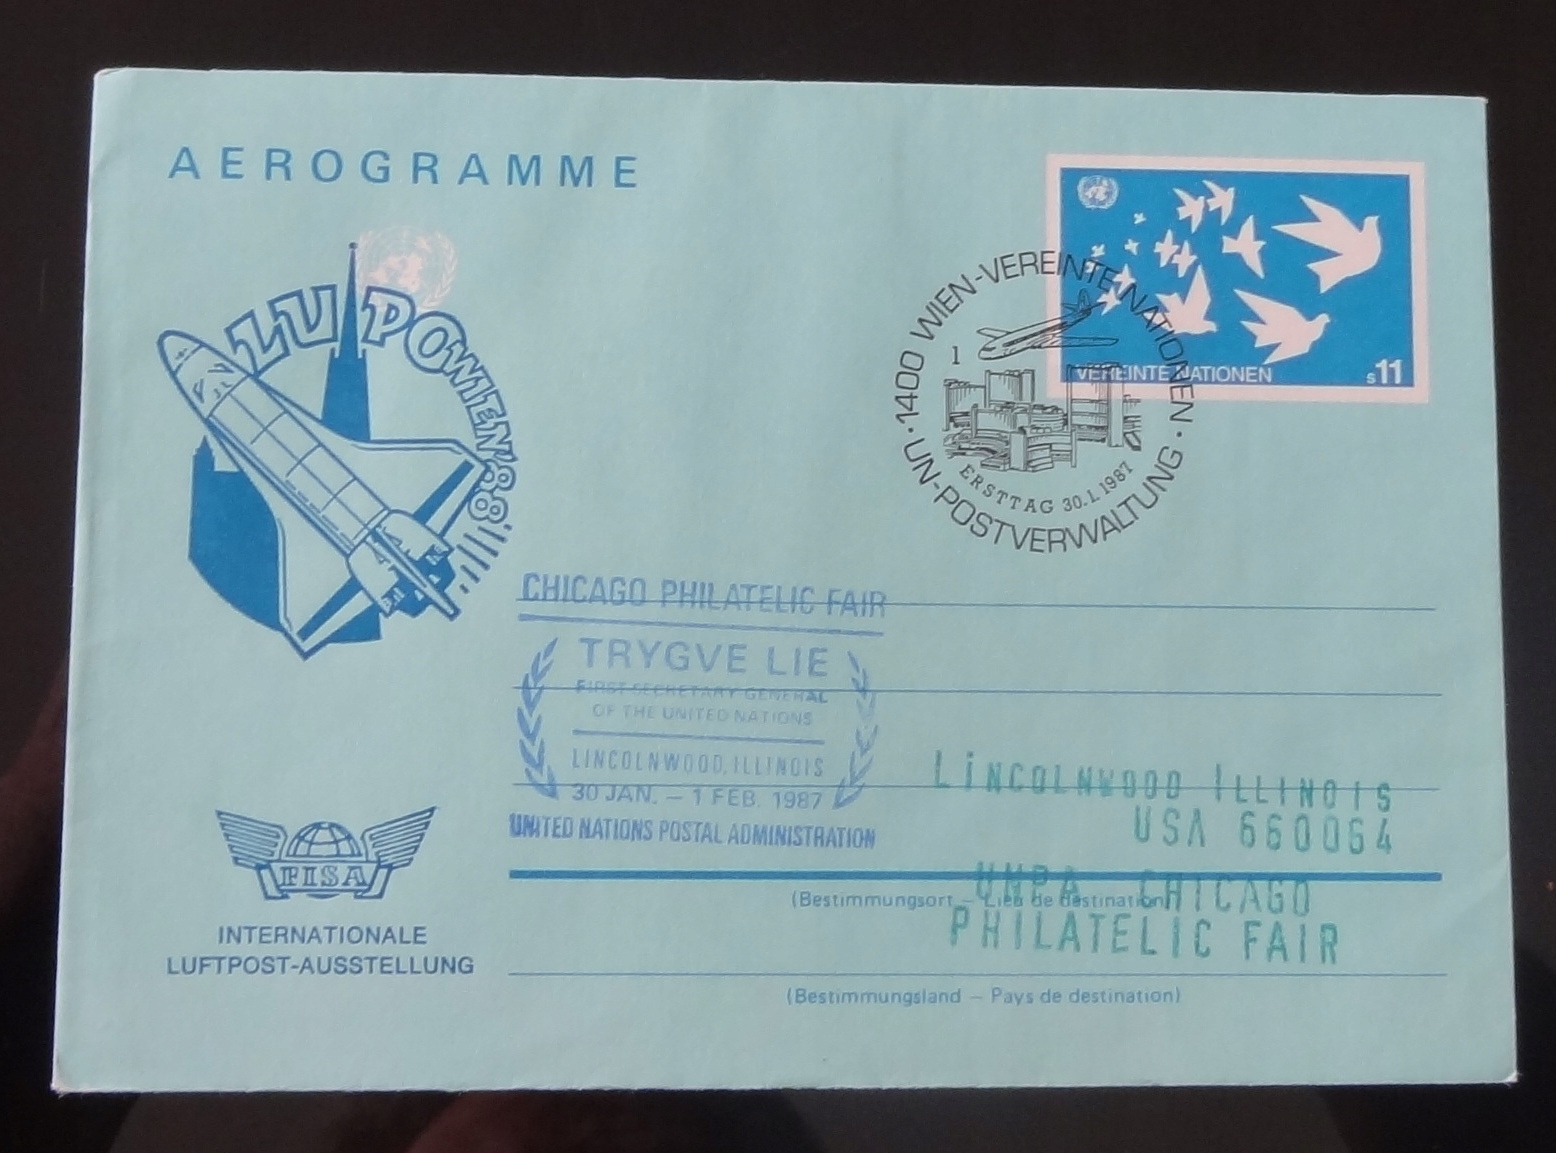 AEROGRAMME
LUPO WIEN 88
VEREINTE NATIONEN
s11
1400 WIEN-VEREINTE NATIONEN
1
ERSTTAG 30.1.1987
UN-POSTVERWALTUNG
CHICAGO PHILATELIC FAIR
TRYGVE LIE
FIRST SECRETARY GENERAL
OF THE UNITED NATIONS
LINCOLNWOOD, ILLINOIS
30 JAN. – 1 FEB. 1987
UNITED NATIONS POSTAL ADMINISTRATION
LINCOLNWOOD ILLINOIS
USA 660064
UNPA CHICAGO
PHILATELIC FAIR
(Bestimmungsort – Lieu de destination)
(Bestimmungsland – Pays de destination)
FISA
INTERNATIONALE
LUFTPOST-AUSSTELLUNG